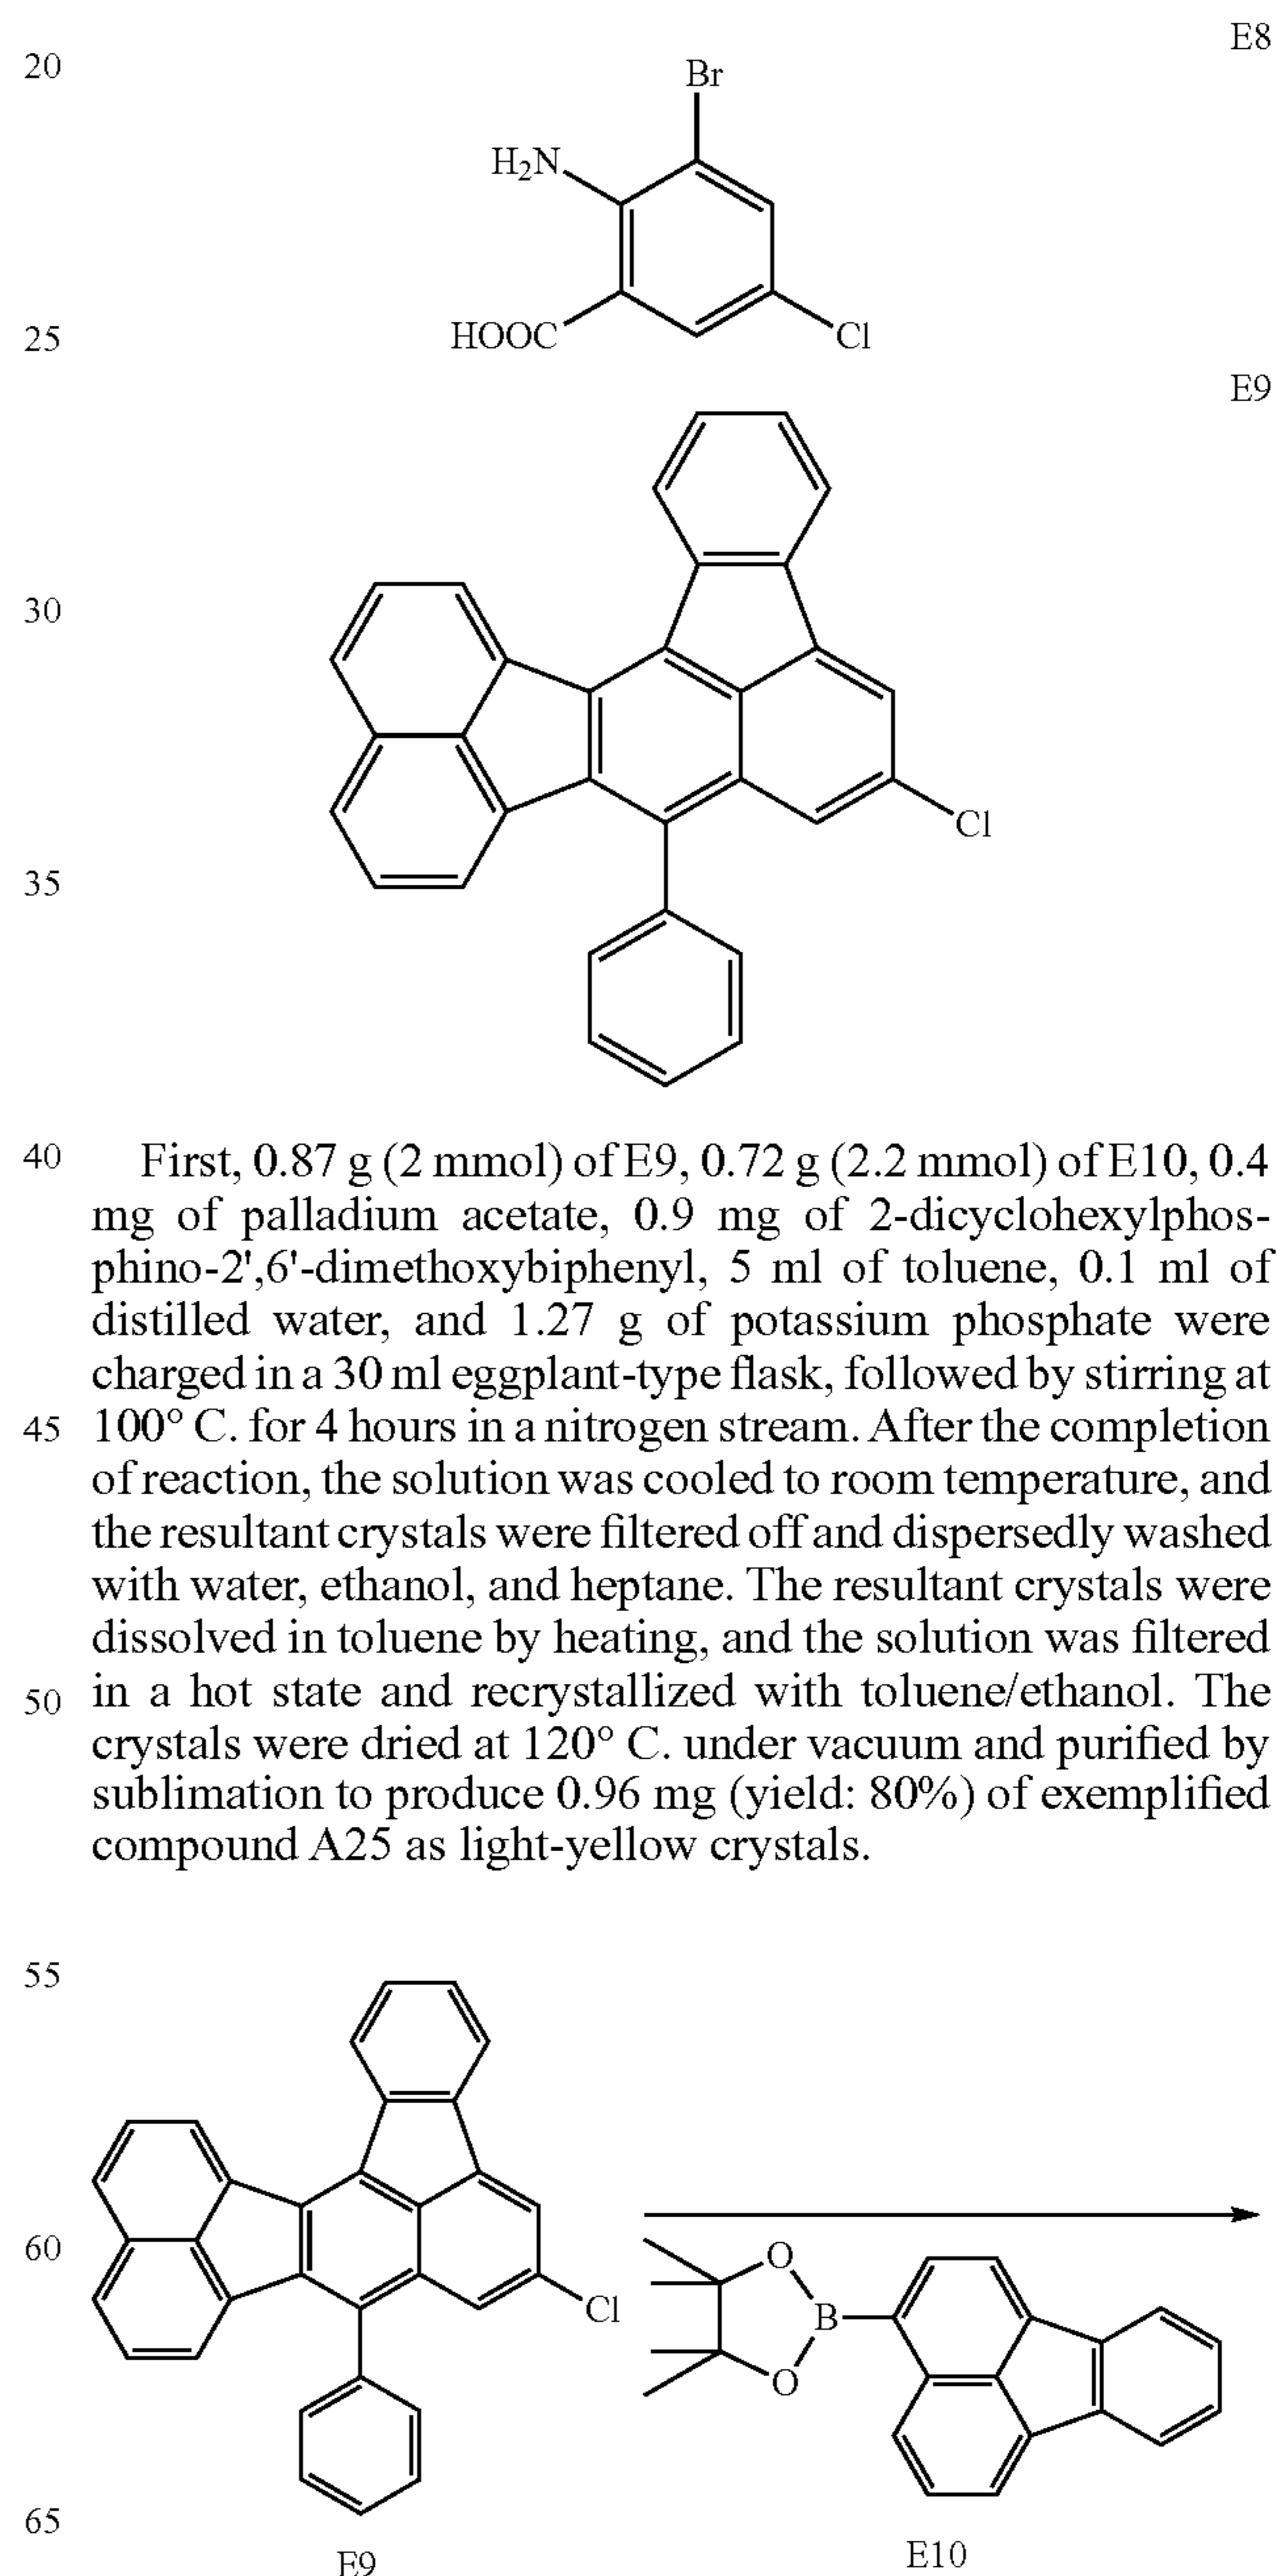 E8
20
Br
H₂N
HOOC
Cl
25
E9
30
Cl
35
40 First, 0.87 g (2 mmol) of E9, 0.72 g (2.2 mmol) of E10, 0.4
mg of palladium acetate, 0.9 mg of 2-dicyclohexylphos-
phino-2',6'-dimethoxybiphenyl, 5 ml of toluene, 0.1 ml of
distilled water, and 1.27 g of potassium phosphate were
charged in a 30 ml eggplant-type flask, followed by stirring at
45 100° C. for 4 hours in a nitrogen stream. After the completion
of reaction, the solution was cooled to room temperature, and
the resultant crystals were filtered off and dispersedly washed
with water, ethanol, and heptane. The resultant crystals were
dissolved in toluene by heating, and the solution was filtered
50 in a hot state and recrystallized with toluene/ethanol. The
crystals were dried at 120° C. under vacuum and purified by
sublimation to produce 0.96 mg (yield: 80%) of exemplified
compound A25 as light-yellow crystals.
55
60
O
Cl
B
O
65
E9
E10